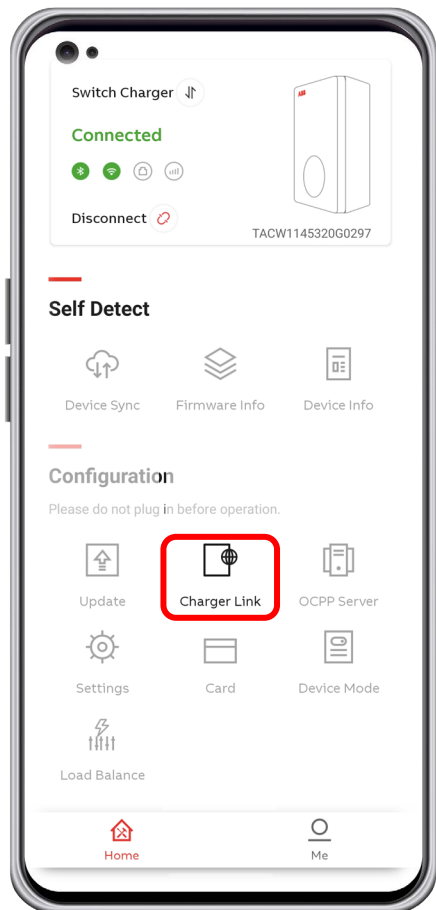 Switch Charger
Connected
Disconnect
ABB
TACW1145320G0297
Self Detect
Device Sync Firmware Info Device Info
Configuration
Please do not plug in before operation.
Update Charger Link OCPP Server
Settings Card Device Mode
Load Balance
Home Me